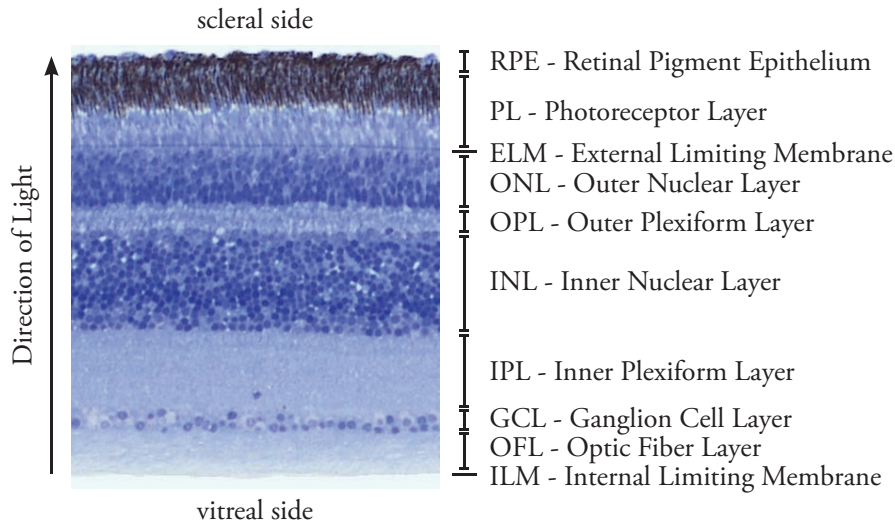 scleral side
Direction of Light
RPE - Retinal Pigment Epithelium
PL - Photoreceptor Layer
ELM - External Limiting Membrane
ONL - Outer Nuclear Layer
OPL - Outer Plexiform Layer
INL - Inner Nuclear Layer
IPL - Inner Plexiform Layer
GCL - Ganglion Cell Layer
OFL - Optic Fiber Layer
ILM - Internal Limiting Membrane
vitreal side